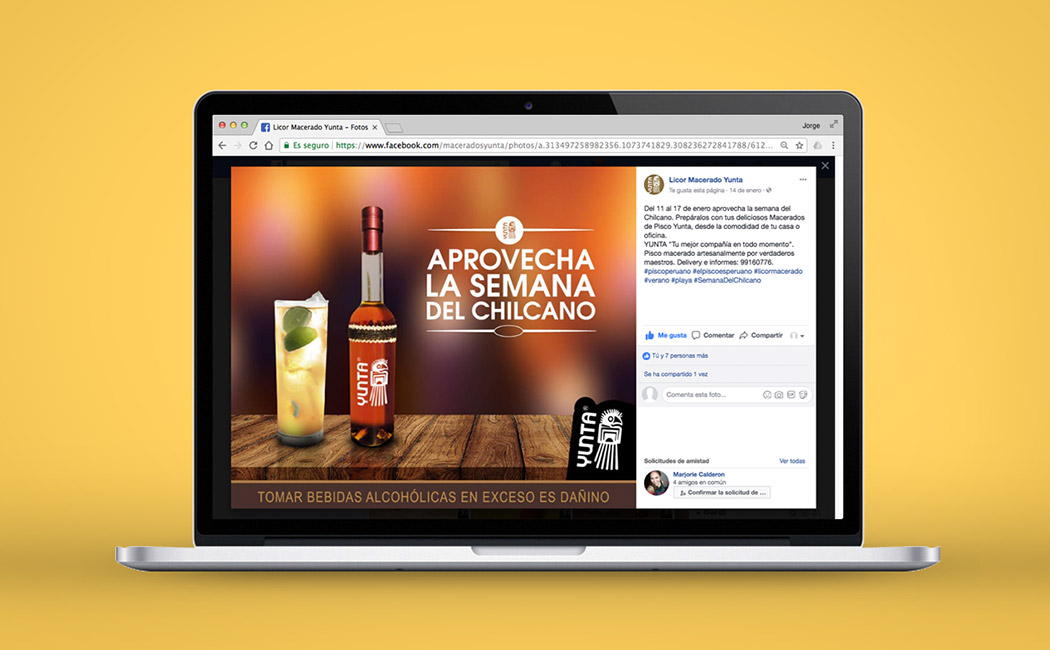 Licor Macerado Yunta – Fotos
Jorge
Es seguro
https://www.facebook.com/maceradosyunta/photos/a.313497258982356.1073741829.308236272841788/612...
YUNTA
APROVECHA
LA SEMANA
DEL CHILCANO
YUNTA®
YUNTA®
TOMAR BEBIDAS ALCOHÓLICAS EN EXCESO ES DAÑINO
Licor Macerado Yunta
Te gusta esta página · 14 de enero ·
Del 11 al 17 de enero aprovecha la semana del
Chilcano. Prepáralos con tus deliciosos Macerados
de Pisco Yunta, desde la comodidad de tu casa o
oficina.
YUNTA "Tu mejor compañía en todo momento".
Pisco macerado artesanalmente por verdaderos
maestros. Delivery e informes: 99160776.
#piscoperuano #elpiscoesperuano #licormacerado
#verano #playa #SemanaDelChilcano
Me gusta Comentar Compartir
Tú y 7 personas más
Se ha compartido 1 vez
Comenta esta foto...
Solicitudes de amistad Ver todas
Marjorie Calderon
4 amigos en común
Confirmar la solicitud de ...